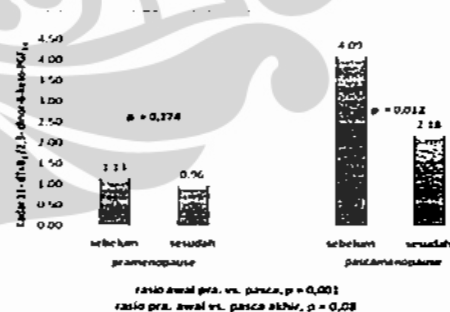 4.50
4.00
3.50
3.00
2.50
2.00
1.50
1.00
0.50
0.00
p = 0,274
0.96
4.09
p = 0,012
2.18
sebelum sesudah sebelum sesudah
pramenopause pascamenopause
rasio awal pra. vs. pasca, p = 0,001
rasio pra. awal vs. pasca akhir, p = 0,08